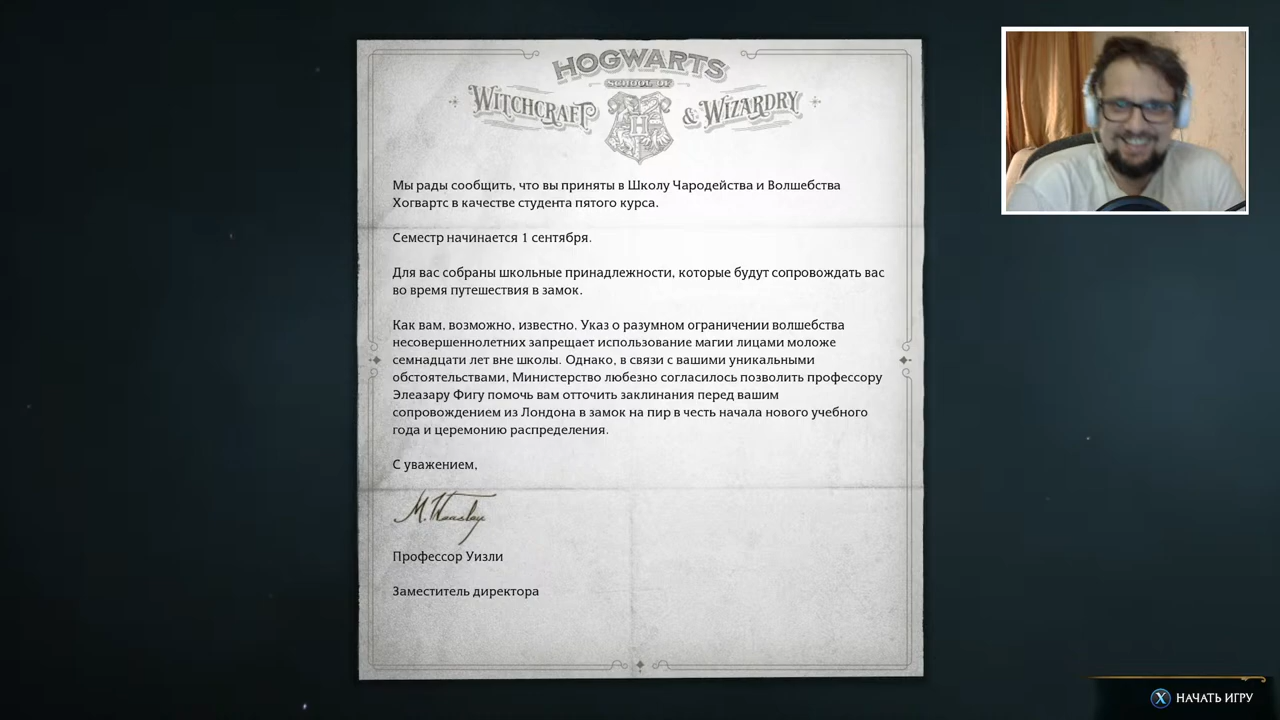 HOGWARTS
SCHOOL OF
WITCHCRAFT & WIZARDRY
H
Мы рады сообщить, что вы приняты в Школу Чародейства и Волшебства
Хогвартс в качестве студента пятого курса.
Семестр начинается 1 сентября.
Для вас собраны школьные принадлежности, которые будут сопровождать вас
во время путешествия в замок.
Как вам, возможно, известно, Указ о разумном ограничении волшебства
несовершеннолетних запрещает использование магии лицами моложе
семнадцати лет вне школы. Однако, в связи с вашими уникальными
обстоятельствами, Министерство любезно согласилось позволить профессору
Элеазару Фигу помочь вам отточить заклинания перед вашим
сопровождением из Лондона в замок на пир в честь начала нового учебного
года и церемонию распределения.
С уважением,
M. Weasley
Профессор Уизли
Заместитель директора
X НАЧАТЬ ИГРУ